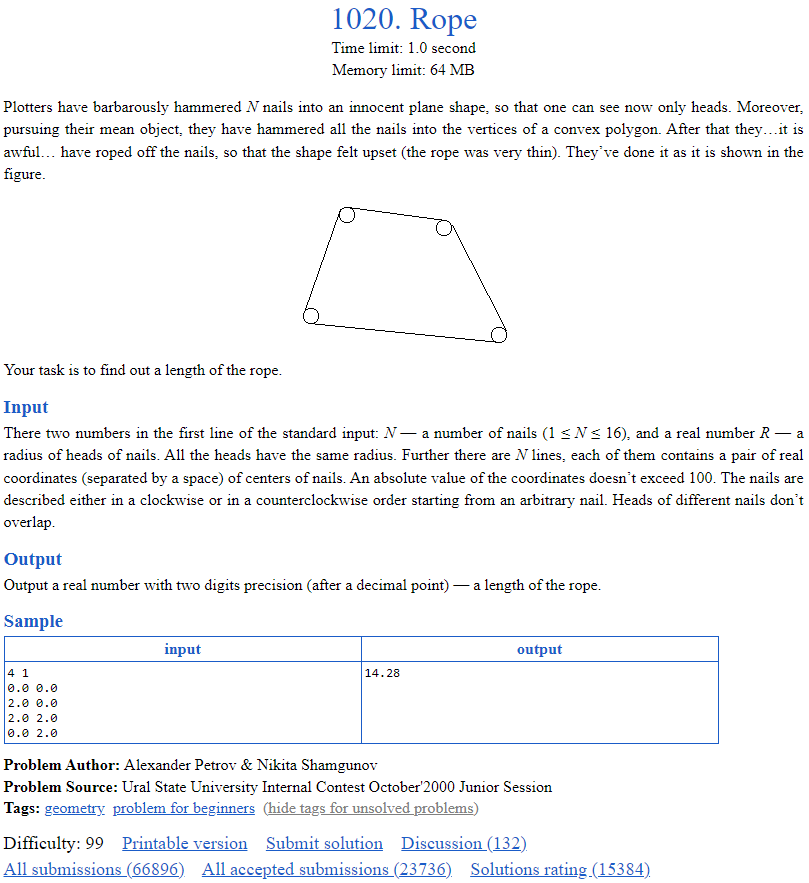 1020. Rope
Time limit: 1.0 second
Memory limit: 64 MB
Plotters have barbarously hammered N nails into an innocent plane shape, so that one can see now only heads. Moreover,
pursuing their mean object, they have hammered all the nails into the vertices of a convex polygon. After that they…it is
awful… have roped off the nails, so that the shape felt upset (the rope was very thin). They’ve done it as it is shown in the
figure.
Your task is to find out a length of the rope.
Input
There two numbers in the first line of the standard input: N — a number of nails (1 ≤ N ≤ 16), and a real number R — a
radius of heads of nails. All the heads have the same radius. Further there are N lines, each of them contains a pair of real
coordinates (separated by a space) of centers of nails. An absolute value of the coordinates doesn’t exceed 100. The nails are
described either in a clockwise or in a counterclockwise order starting from an arbitrary nail. Heads of different nails don’t
overlap.
Output
Output a real number with two digits precision (after a decimal point) — a length of the rope.
Sample
input output
4 1 14.28
0.0 0.0
2.0 0.0
2.0 2.0
0.0 2.0
Problem Author: Alexander Petrov & Nikita Shamgunov
Problem Source: Ural State University Internal Contest October'2000 Junior Session
Tags: geometry problem for beginners (hide tags for unsolved problems)
Difficulty: 99 Printable version Submit solution Discussion (132)
All submissions (66896) All accepted submissions (23736) Solutions rating (15384)